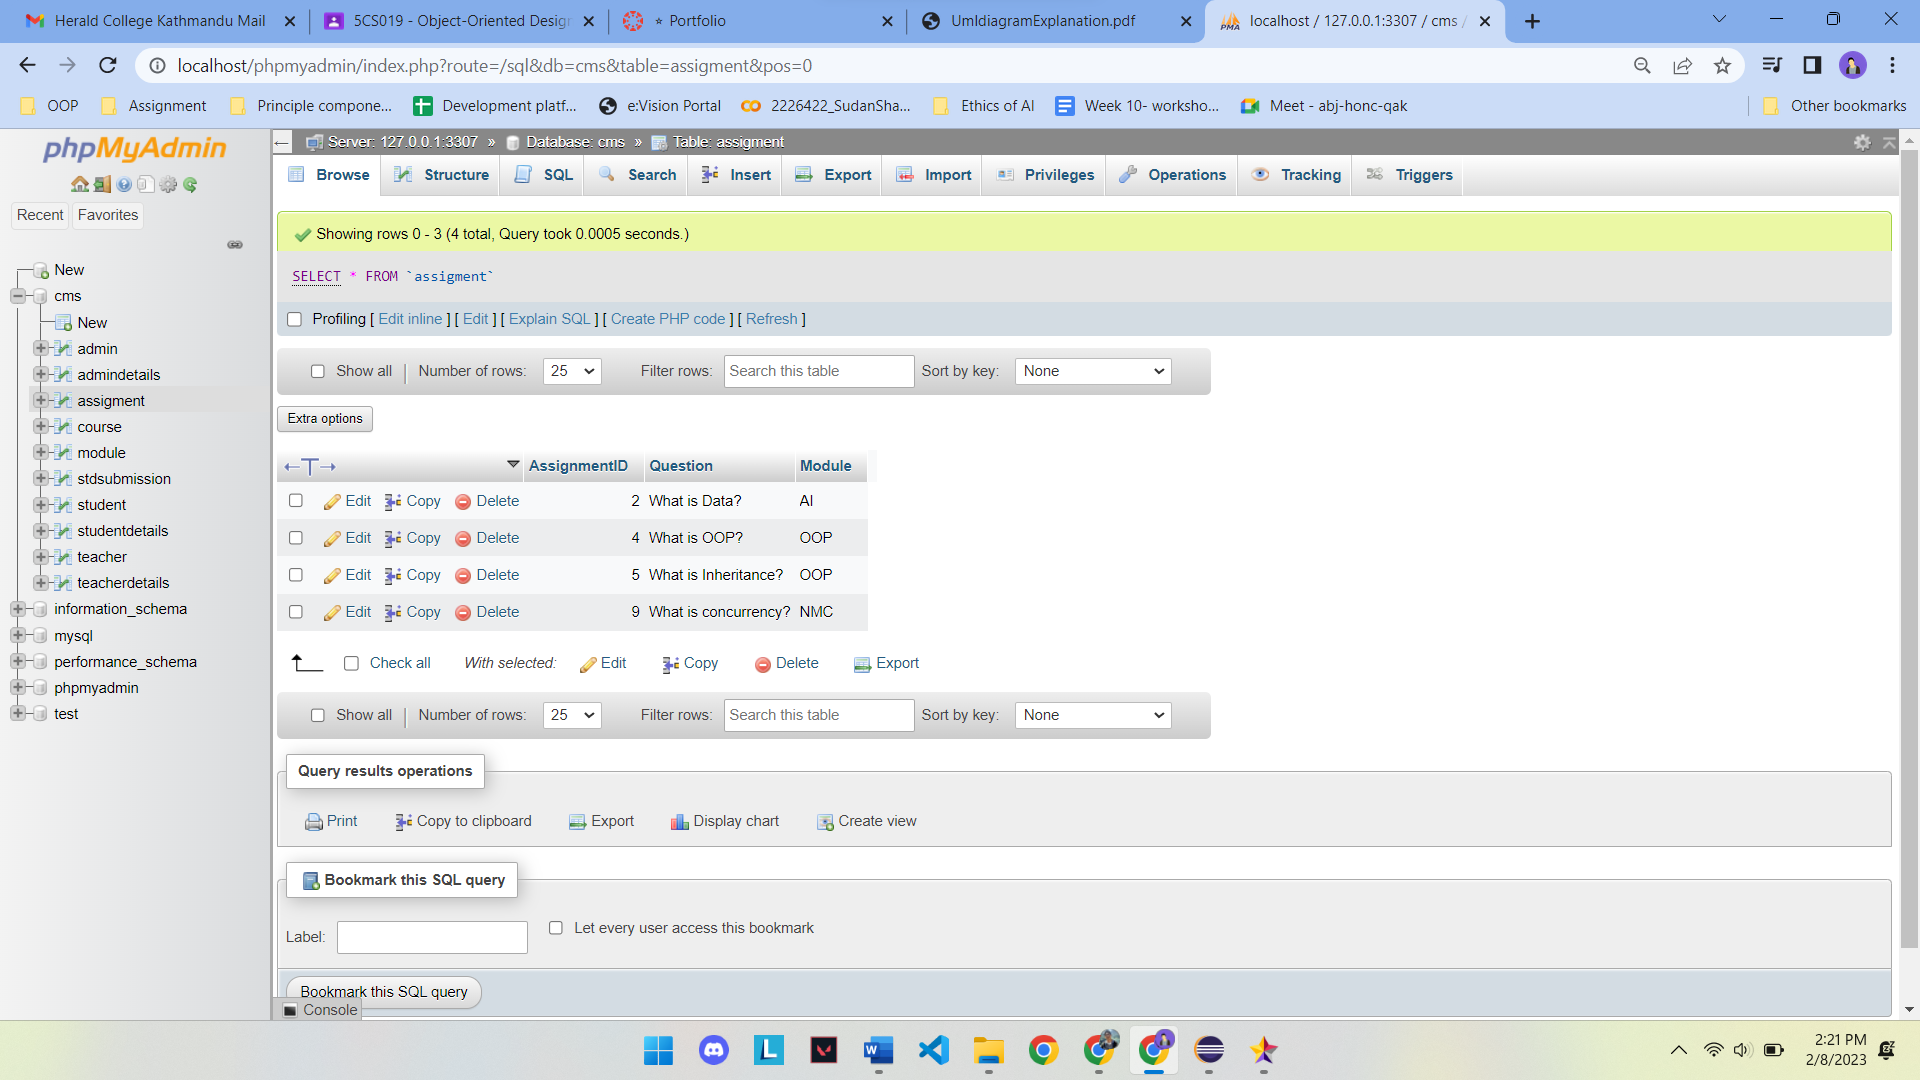 Herald College Kathmandu Mail
5CS019 - Object-Oriented Desig
* Portfolio
UmldiagramExplanation.pdf
localhost / 127.0.0.1:3307 / cms /
localhost/phpmyadmin/index.php?route=/sql&db=cms&table=assigment&pos=0
OOP
Assignment
Principle compone...
Development platf...
e:Vision Portal
2226422_SudanSha...
Ethics of AI
Week 10- worksho...
Meet - abj-honc-qak
Other bookmarks
phpMyAdmin
Recent
Favorites
New
cms
New
admin
admindetails
assigment
course
module
stdsubmission
student
studentdetails
teacher
teacherdetails
information_schema
mysql
performance_schema
phpmyadmin
test
Server: 127.0.0.1:3307 » Database: cms » Table: assigment
Browse
Structure
SQL
Search
Insert
Export
Import
Privileges
Operations
Tracking
Triggers
Showing rows 0 - 3 (4 total, Query took 0.0005 seconds.)
SELECT * FROM `assigment`
Profiling [ Edit inline ] [ Edit ] [ Explain SQL ] [ Create PHP code ] [ Refresh ]
Show all | Number of rows: 25 Filter rows: Search this table Sort by key: None
Extra options
←T→ AssignmentID Question Module
Edit Copy Delete 2 What is Data? AI
Edit Copy Delete 4 What is OOP? OOP
Edit Copy Delete 5 What is Inheritance? OOP
Edit Copy Delete 9 What is concurrency? NMC
Check all With selected: Edit Copy Delete Export
Show all | Number of rows: 25 Filter rows: Search this table Sort by key: None
Query results operations
Print Copy to clipboard Export Display chart Create view
Bookmark this SQL query
Label:
Let every user access this bookmark
Bookmark this SQL query
Console
2:21 PM
2/8/2023